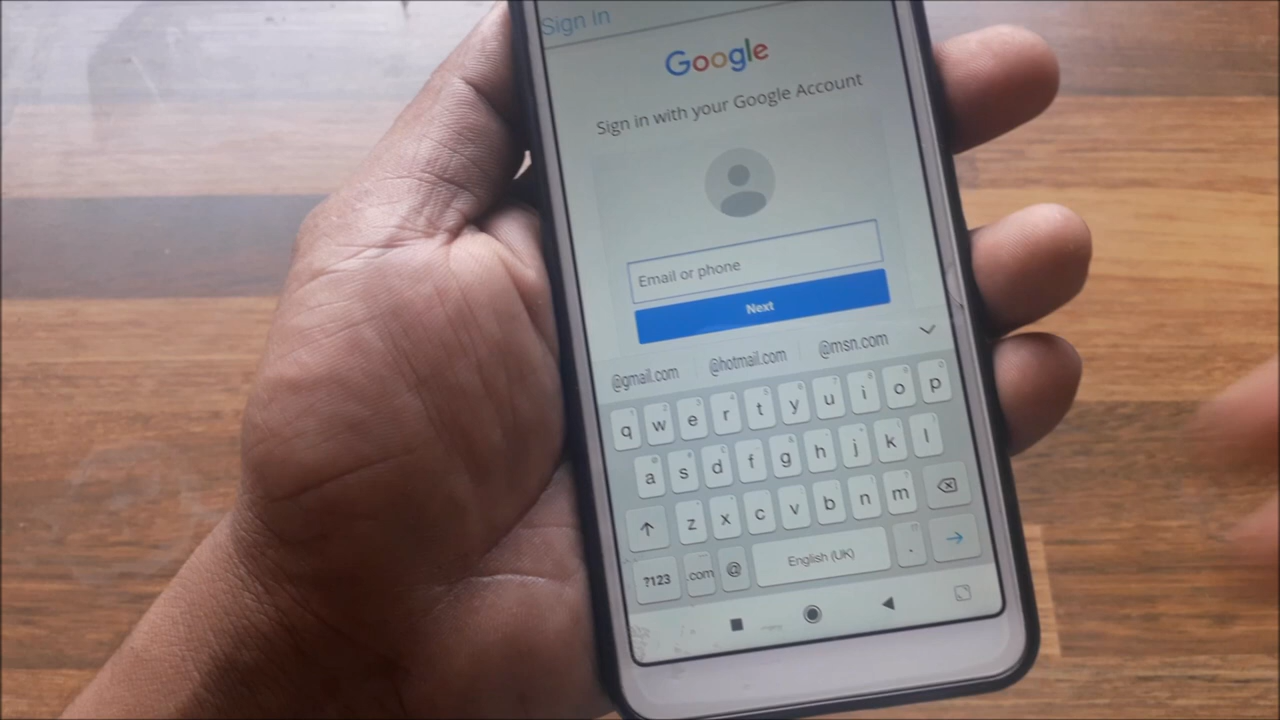 Sign In
Google
Sign in with your Google Account
Email or phone
Next
@gmail.com @hotmail.com @msn.com
q w e r t y u i o p
a s d f g h j k l
z x c v b n m
?123 .com @ English (UK) .